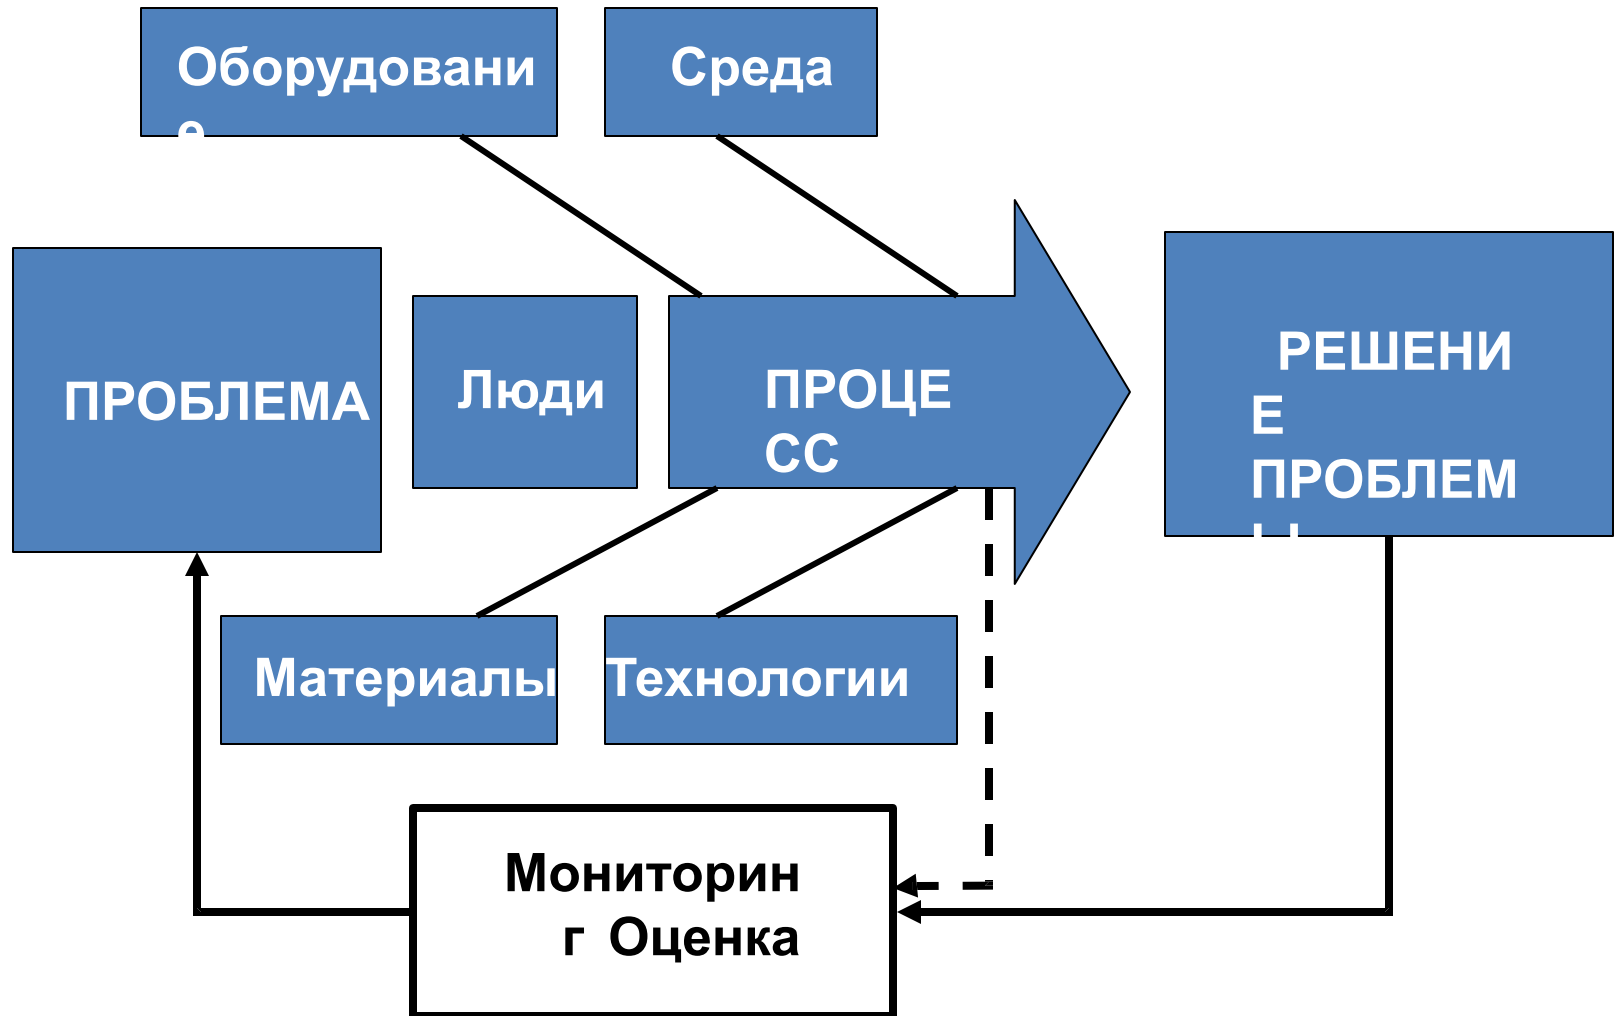 Оборудовани
е
Среда
ПРОБЛЕМА
Люди
ПРОЦЕ
СС
РЕШЕНИ
Е
ПРОБЛЕМ
Ы
Материалы
Технологии
Мониторин
г Оценка